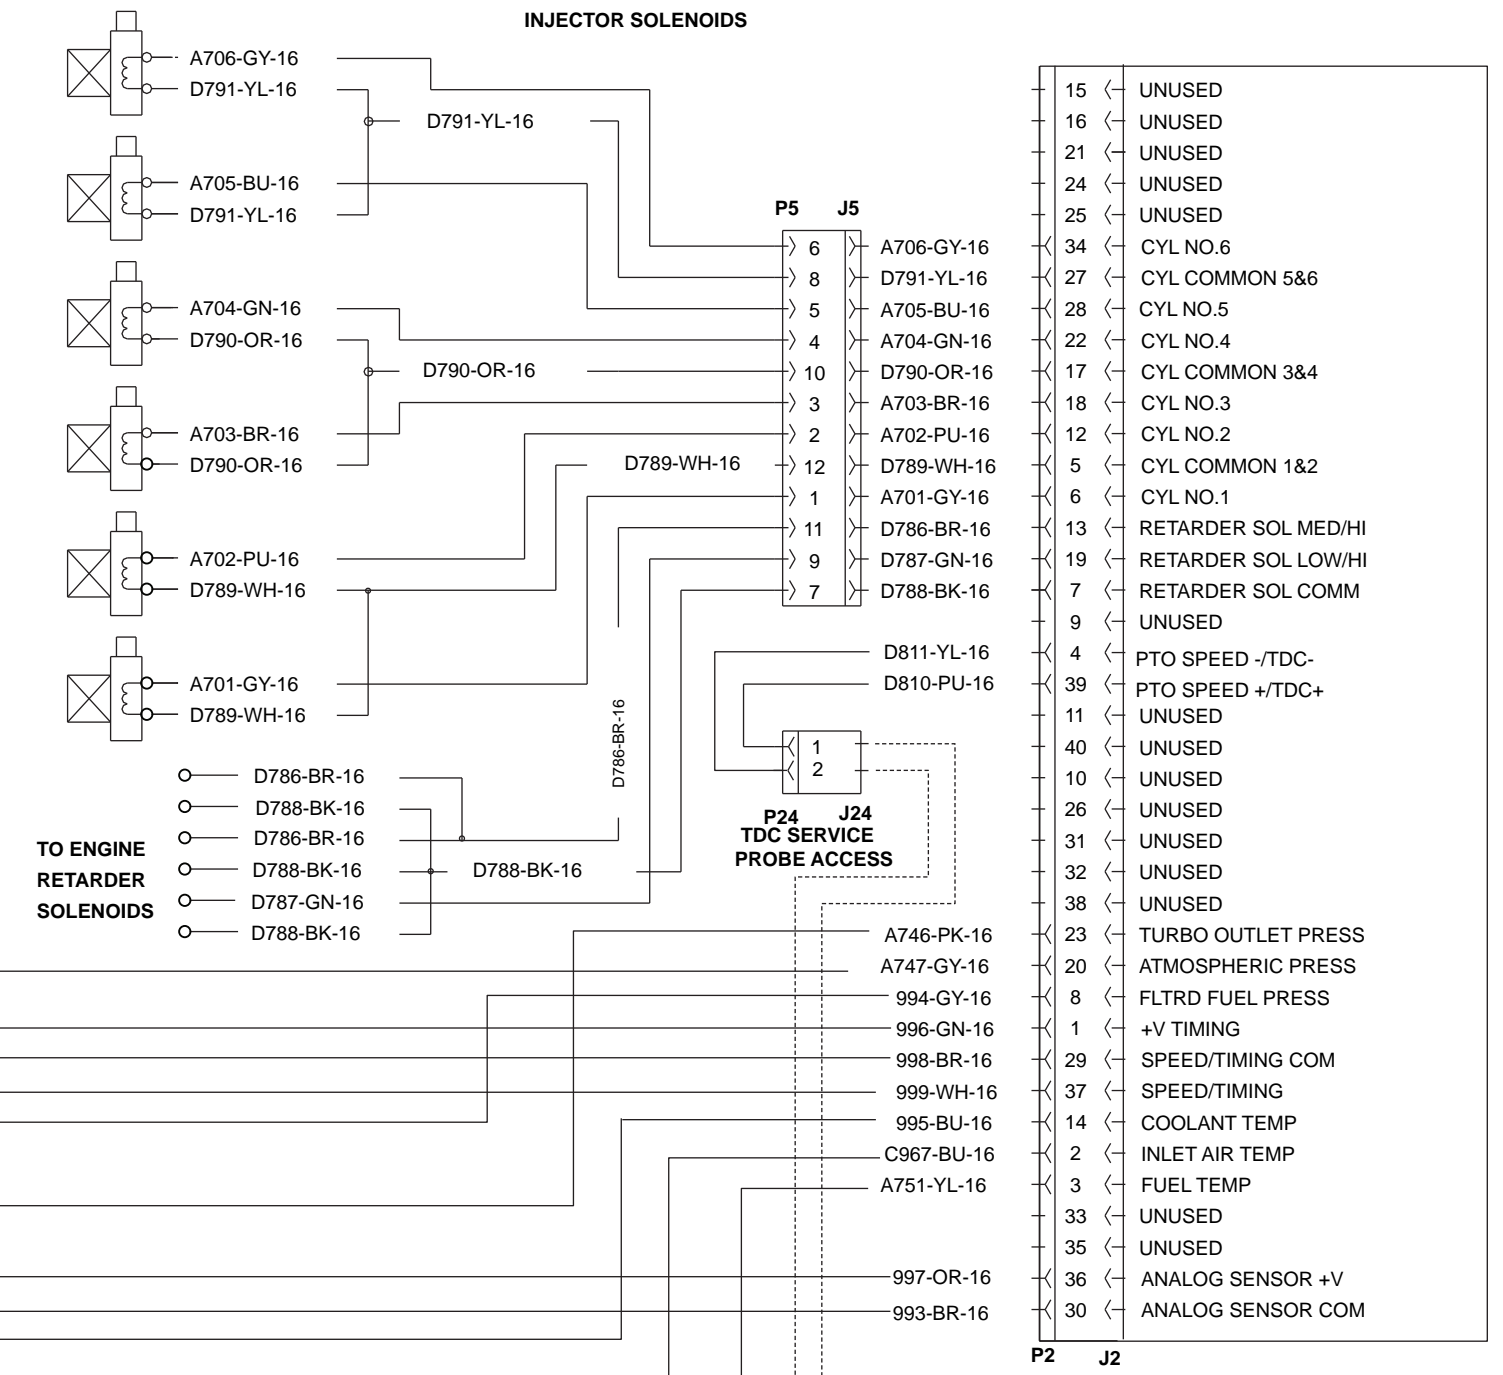 INJECTOR SOLENOIDS
A706-GY-16
D791-YL-16
D791-YL-16
A705-BU-16
D791-YL-16
A704-GN-16
D790-OR-16
D790-OR-16
A703-BR-16
D790-OR-16
D789-WH-16
A702-PU-16
D789-WH-16
A701-GY-16
D789-WH-16
D786-BR-16
D786-BR-16
D788-BK-16
D786-BR-16
D788-BK-16
D788-BK-16
D787-GN-16
D788-BK-16
TO ENGINE
RETARDER
SOLENOIDS
P5 J5
6 A706-GY-16
8 D791-YL-16
5 A705-BU-16
4 A704-GN-16
10 D790-OR-16
3 A703-BR-16
2 A702-PU-16
12 D789-WH-16
1 A701-GY-16
11 D786-BR-16
9 D787-GN-16
7 D788-BK-16
D811-YL-16
D810-PU-16
1
2
P24 J24
TDC SERVICE
PROBE ACCESS
A746-PK-16
A747-GY-16
994-GY-16
996-GN-16
998-BR-16
999-WH-16
995-BU-16
C967-BU-16
A751-YL-16
997-OR-16
993-BR-16
15 UNUSED
16 UNUSED
21 UNUSED
24 UNUSED
25 UNUSED
34 CYL NO.6
27 CYL COMMON 5&6
28 CYL NO.5
22 CYL NO.4
17 CYL COMMON 3&4
18 CYL NO.3
12 CYL NO.2
5 CYL COMMON 1&2
6 CYL NO.1
13 RETARDER SOL MED/HI
19 RETARDER SOL LOW/HI
7 RETARDER SOL COMM
9 UNUSED
4 PTO SPEED -/TDC-
39 PTO SPEED +/TDC+
11 UNUSED
40 UNUSED
10 UNUSED
26 UNUSED
31 UNUSED
32 UNUSED
38 UNUSED
23 TURBO OUTLET PRESS
20 ATMOSPHERIC PRESS
8 FLTRD FUEL PRESS
1 +V TIMING
29 SPEED/TIMING COM
37 SPEED/TIMING
14 COOLANT TEMP
2 INLET AIR TEMP
3 FUEL TEMP
33 UNUSED
35 UNUSED
36 ANALOG SENSOR +V
30 ANALOG SENSOR COM
P2 J2